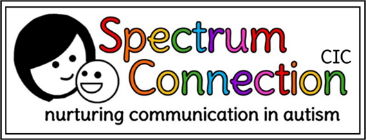 Spectrum
CIC
Connection
nurturing communication in autism